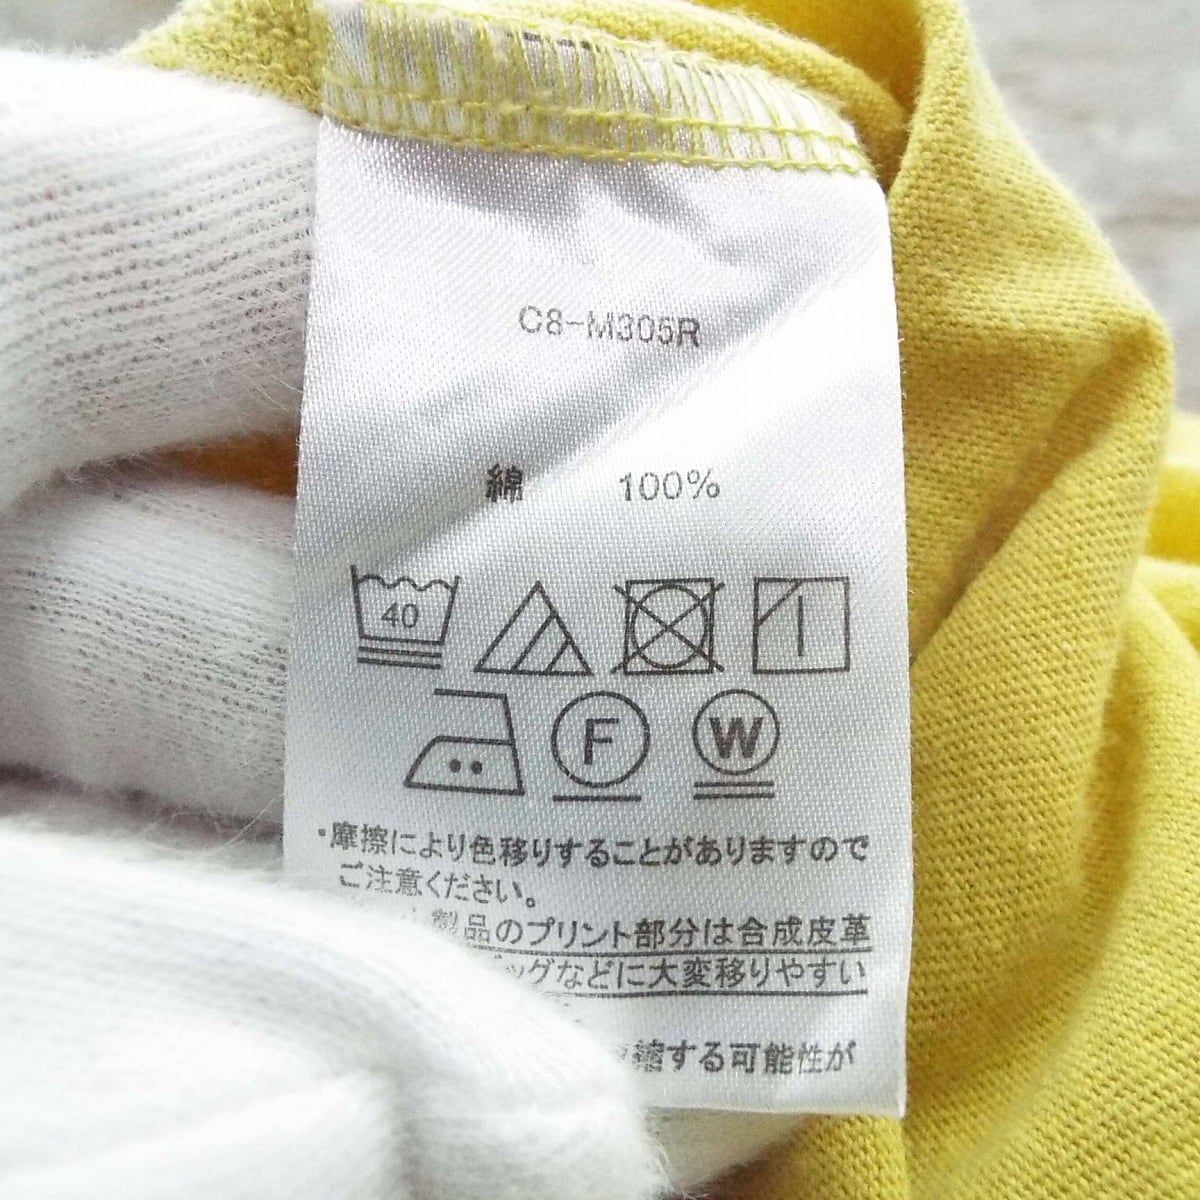 C8-M305R
綿 100%
40
F W
・摩擦により色移りすることがありますので
ご注意ください。
製品のプリント部分は合成皮革
バッグなどに大変移りやすい
縮する可能性が